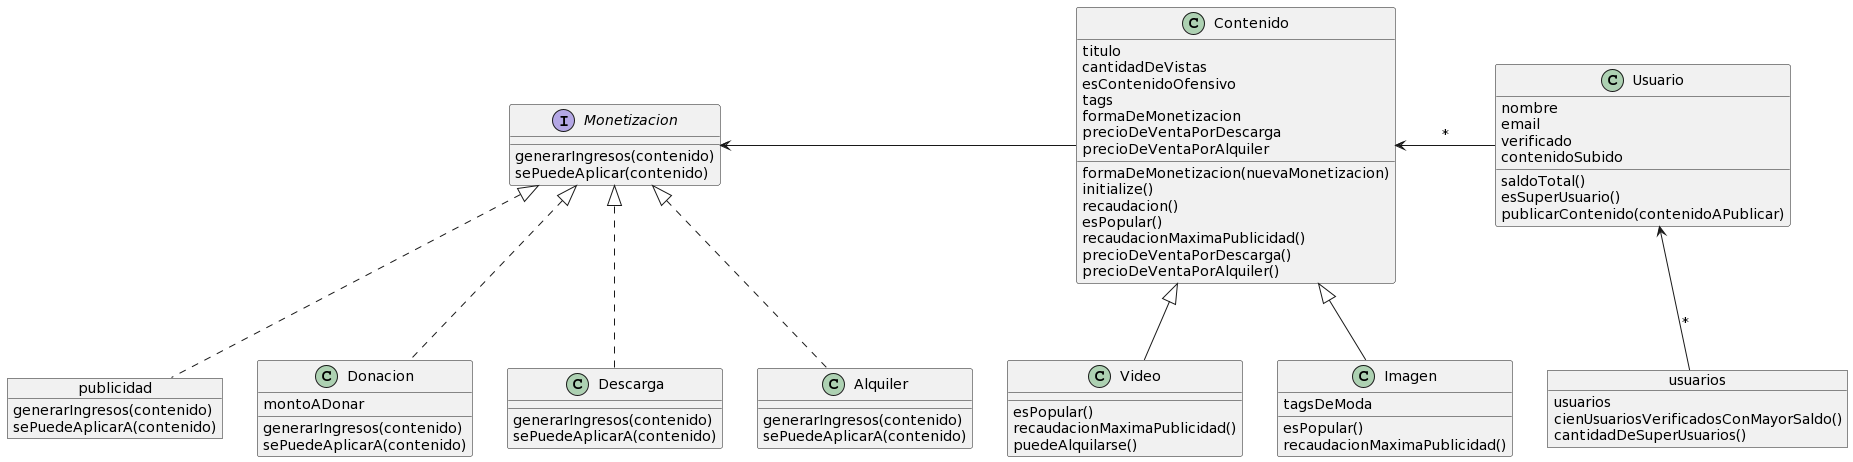 C Contenido
titulo
cantidadDeVistas
esContenidoOfensivo
tags
formaDeMonetizacion
precioDeVentaPorDescarga
precioDeVentaPorAlquiler
formaDeMonetizacion(nuevaMonetizacion)
initialize()
recaudacion()
esPopular()
recaudacionMaximaPublicidad()
precioDeVentaPorDescarga()
precioDeVentaPorAlquiler()
C Usuario
nombre
email
verificado
contenidoSubido
saldoTotal()
esSuperUsuario()
publicarContenido(contenidoAPublicar)
*
I Monetizacion
generarIngresos(contenido)
sePuedeAplicar(contenido)
*
publicidad
generarIngresos(contenido)
sePuedeAplicarA(contenido)
C Donacion
montoADonar
generarIngresos(contenido)
sePuedeAplicarA(contenido)
C Descarga
generarIngresos(contenido)
sePuedeAplicarA(contenido)
C Alquiler
generarIngresos(contenido)
sePuedeAplicarA(contenido)
C Video
esPopular()
recaudacionMaximaPublicidad()
puedeAlquilarse()
C Imagen
tagsDeModa
esPopular()
recaudacionMaximaPublicidad()
usuarios
usuarios
cienUsuariosVerificadosConMayorSaldo()
cantidadDeSuperUsuarios()